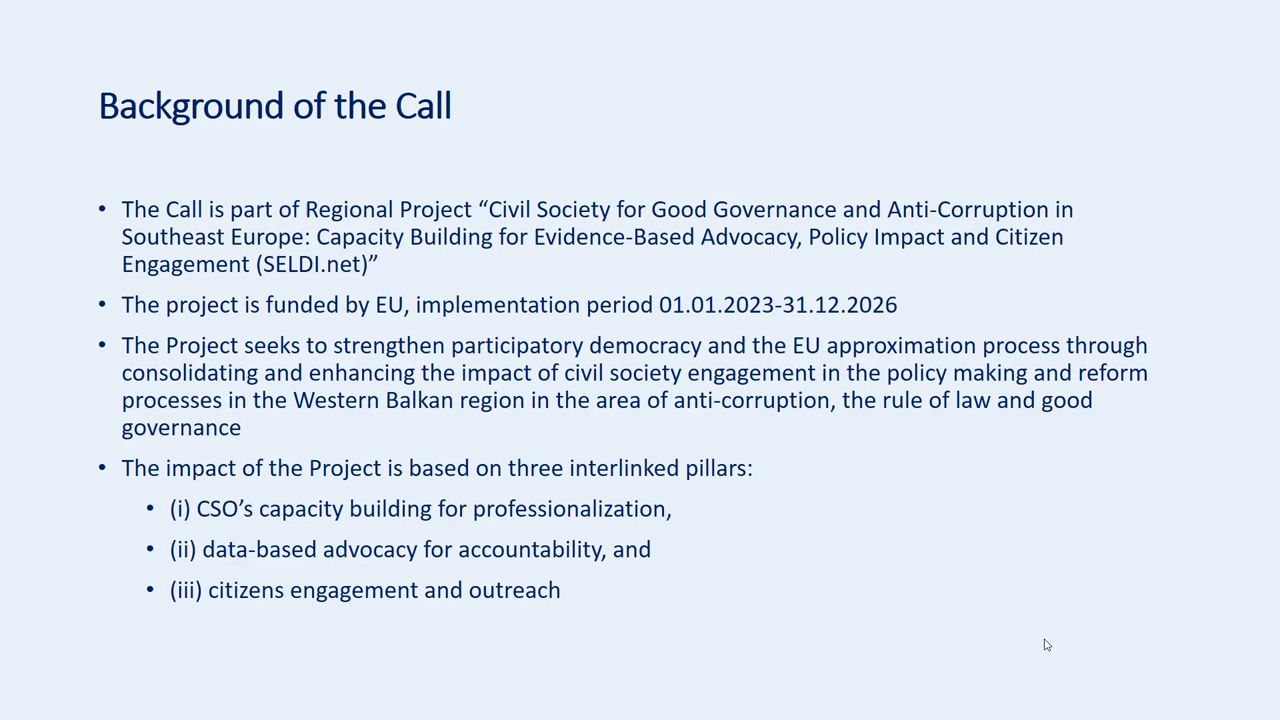 Background of the Call
• The Call is part of Regional Project “Civil Society for Good Governance and Anti-Corruption in
Southeast Europe: Capacity Building for Evidence-Based Advocacy, Policy Impact and Citizen
Engagement (SELDI.net)”
• The project is funded by EU, implementation period 01.01.2023-31.12.2026
• The Project seeks to strengthen participatory democracy and the EU approximation process through
consolidating and enhancing the impact of civil society engagement in the policy making and reform
processes in the Western Balkan region in the area of anti-corruption, the rule of law and good
governance
• The impact of the Project is based on three interlinked pillars:
• (i) CSO’s capacity building for professionalization,
• (ii) data-based advocacy for accountability, and
• (iii) citizens engagement and outreach